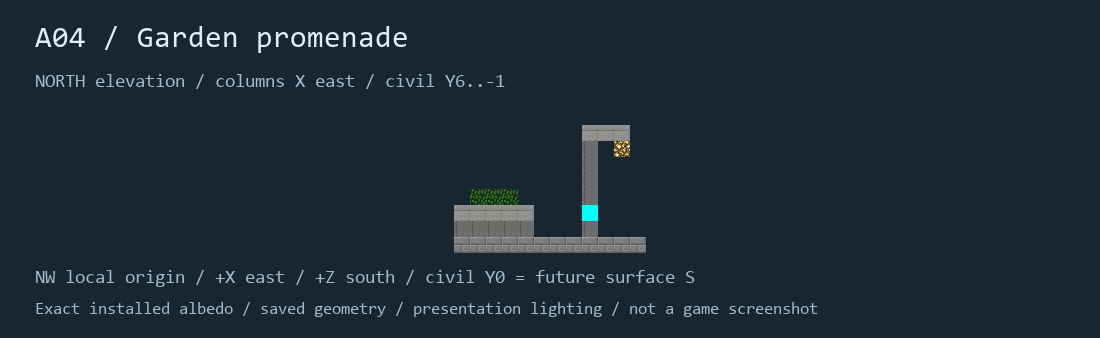 A04 / Garden promenade
NORTH elevation / columns X east / civil Y6..-1
NW local origin / +X east / +Z south / civil Y0 = future surface S
Exact installed albedo / saved geometry / presentation lighting / not a game screenshot